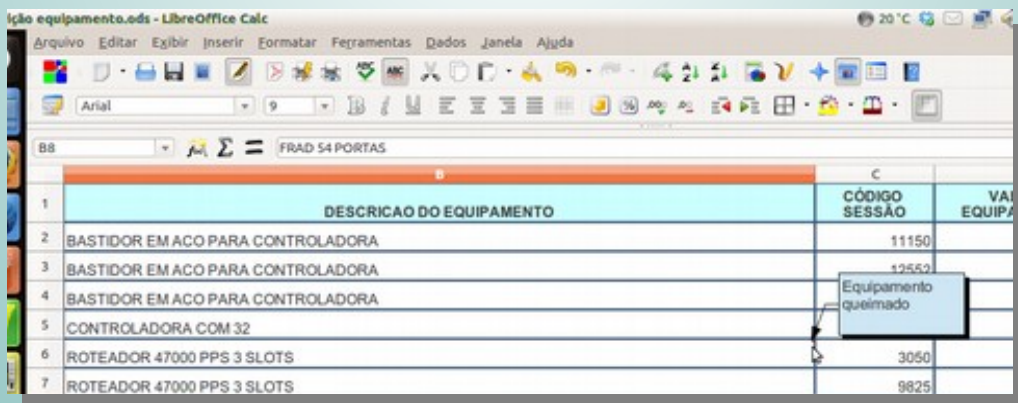 ição equipamento.ods - LibreOffice Calc 20 °C
Arquivo Editar Exibir Inserir Formatar Ferramentas Dados Janela Ajuda
ABC ABC
Arial 9
B8 FRAD 54 PORTAS
B C
1 DESCRICAO DO EQUIPAMENTO CÓDIGO SESSÃO VAL EQUIPA
2 BASTIDOR EM ACO PARA CONTROLADORA 11150
3 BASTIDOR EM ACO PARA CONTROLADORA 12552
4 BASTIDOR EM ACO PARA CONTROLADORA
Equipamento
queimado
5 CONTROLADORA COM 32
6 ROTEADOR 47000 PPS 3 SLOTS 3050
7 ROTEADOR 47000 PPS 3 SLOTS 9825